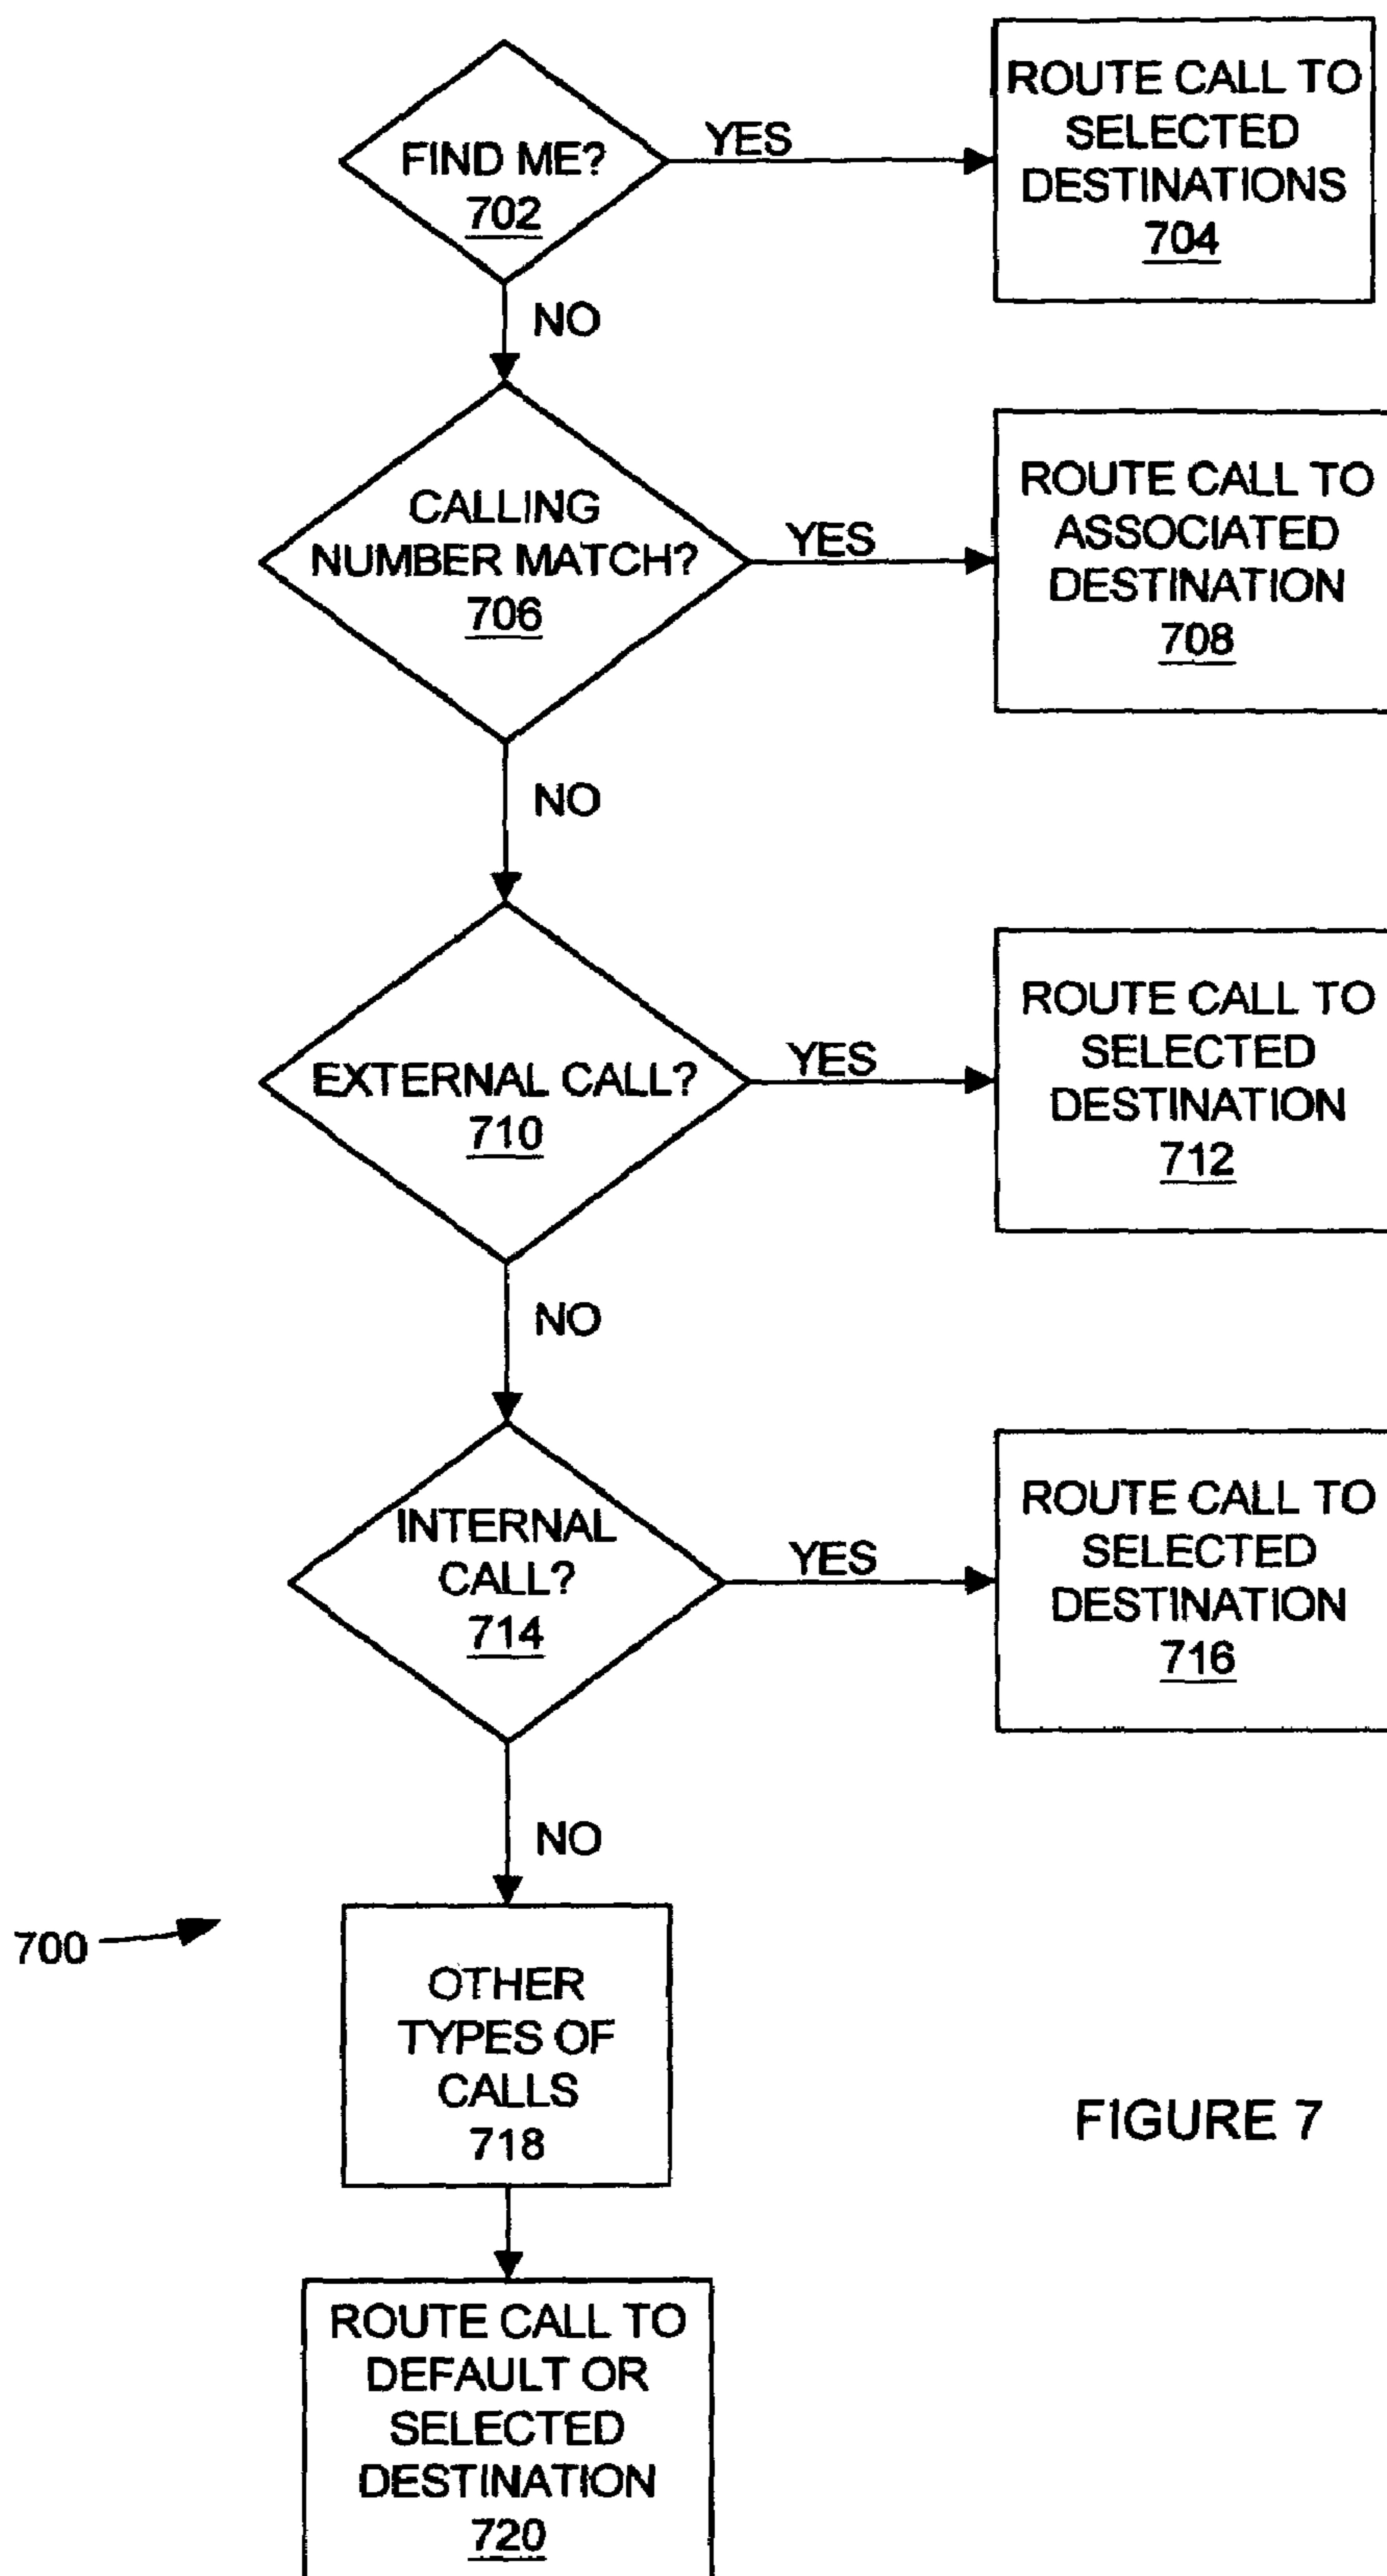 FIND ME?
702
YES
ROUTE CALL TO
SELECTED
DESTINATIONS
704
NO
CALLING
NUMBER MATCH?
706
YES
ROUTE CALL TO
ASSOCIATED
DESTINATION
708
NO
EXTERNAL CALL?
710
YES
ROUTE CALL TO
SELECTED
DESTINATION
712
NO
INTERNAL
CALL?
714
YES
ROUTE CALL TO
SELECTED
DESTINATION
716
NO
700
OTHER
TYPES OF
CALLS
718
FIGURE 7
ROUTE CALL TO
DEFAULT OR
SELECTED
DESTINATION
720